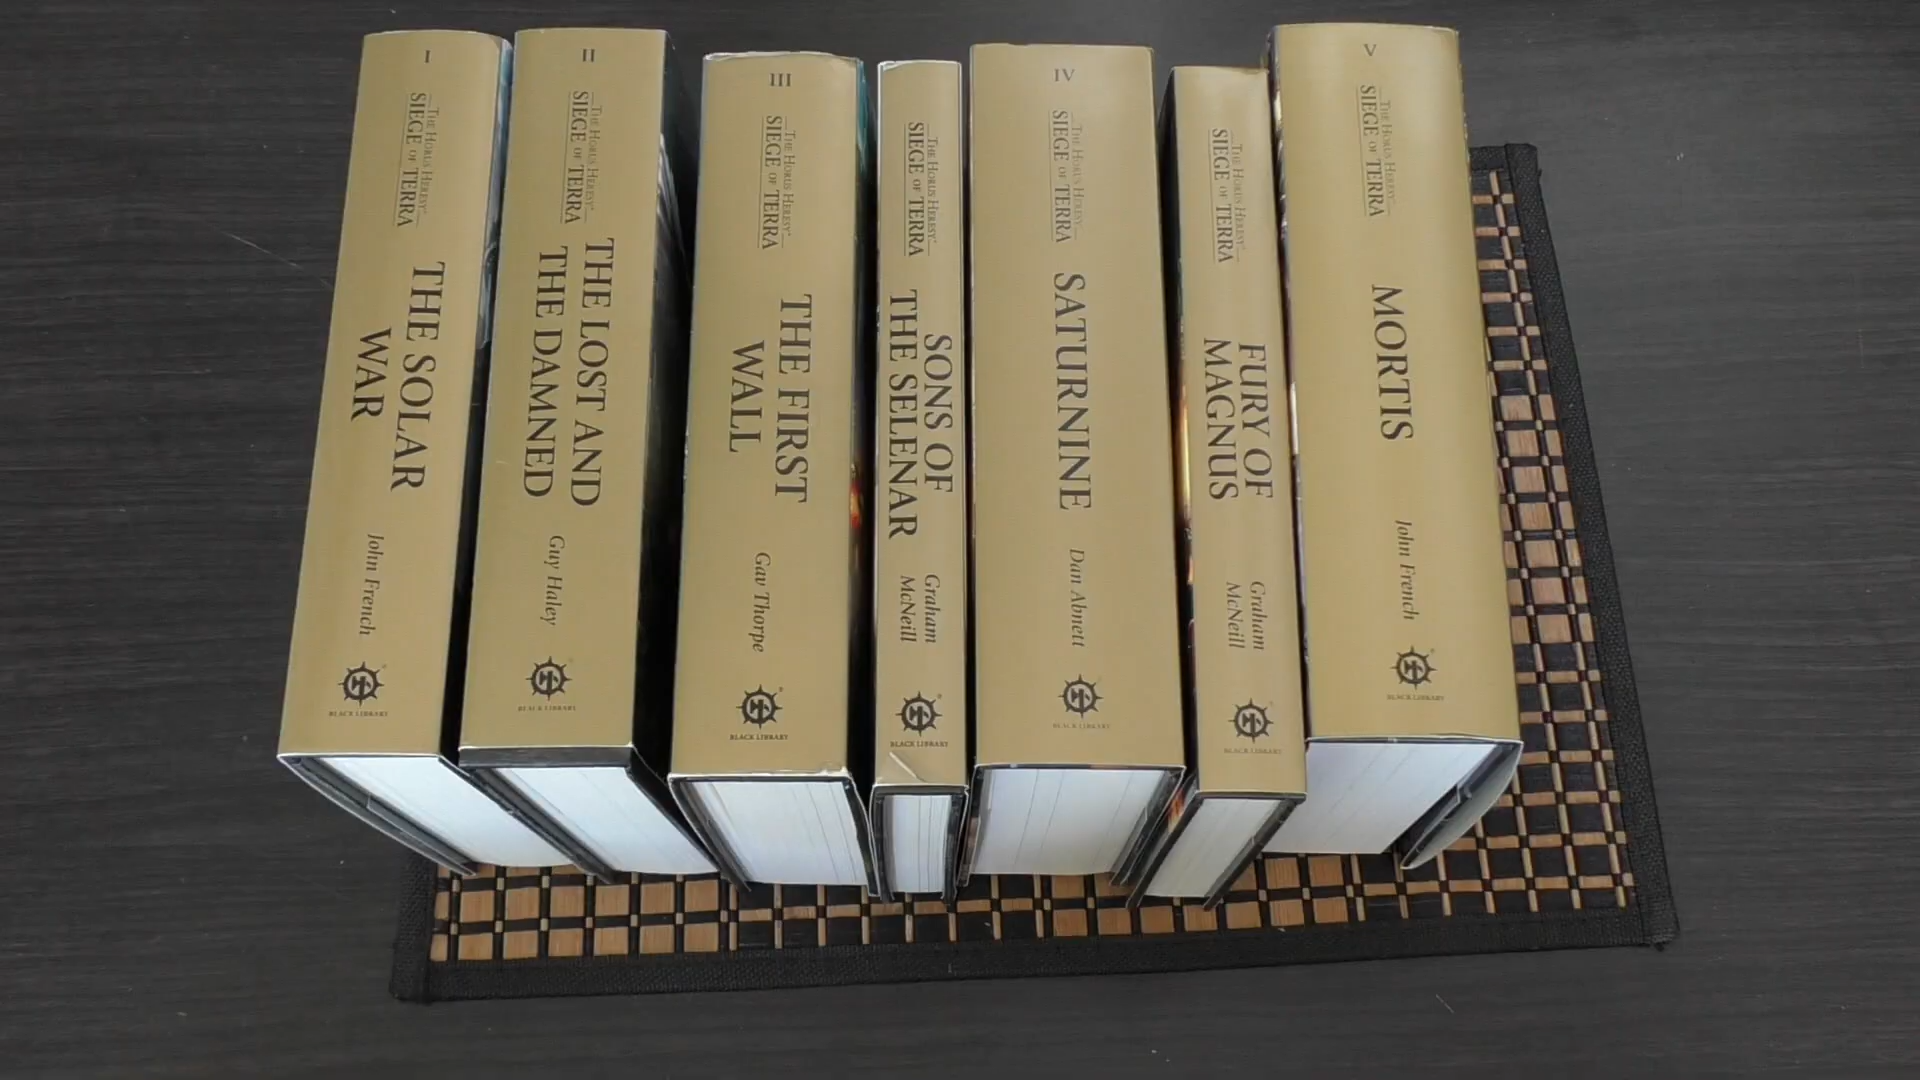 I
THE HORUS HERESY
SIEGE OF TERRA
THE SOLAR
WAR
John French
BLACK LIBRARY
II
THE HORUS HERESY
SIEGE OF TERRA
THE LOST AND
THE DAMNED
Guy Haley
BLACK LIBRARY
III
THE HORUS HERESY
SIEGE OF TERRA
THE FIRST
WALL
Gav Thorpe
BLACK LIBRARY
THE HORUS HERESY
SIEGE OF TERRA
SONS OF
THE SELENAR
Graham
McNeill
BLACK LIBRARY
IV
THE HORUS HERESY
SIEGE OF TERRA
SATURNINE
Dan Abnett
BLACK LIBRARY
THE HORUS HERESY
SIEGE OF TERRA
FURY OF
MAGNUS
Graham
McNeill
BLACK LIBRARY
V
THE HORUS HERESY
SIEGE OF TERRA
MORTIS
John French
BLACK LIBRARY